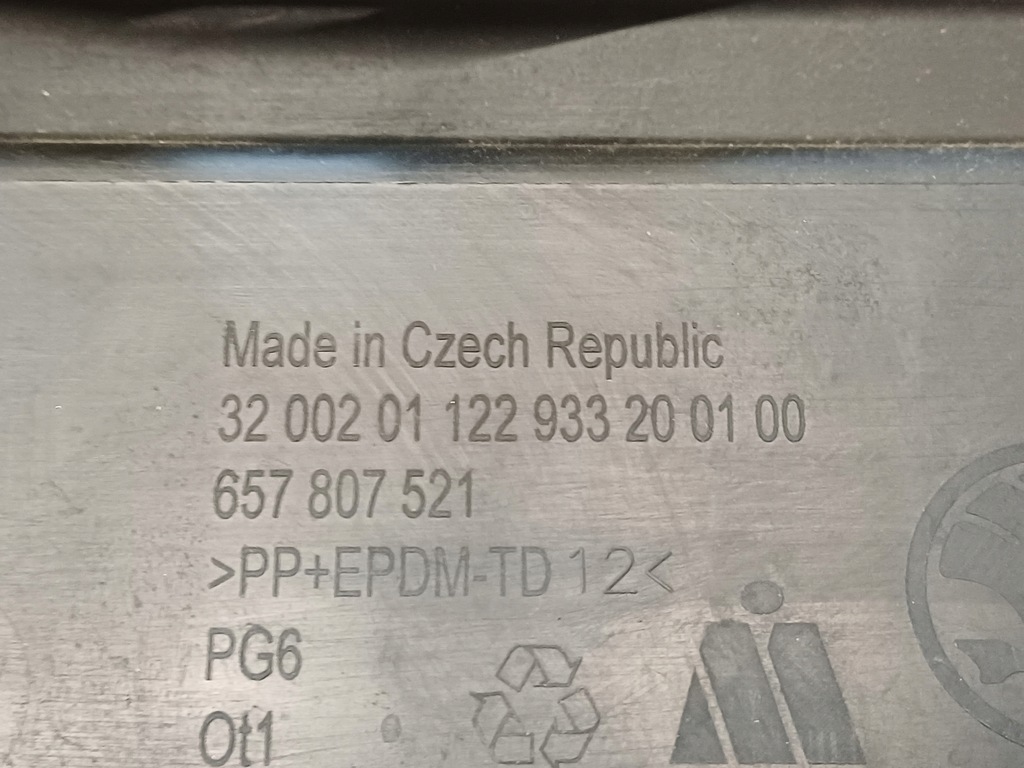 Made in Czech Republic
32 002 01 122 933 20 01 00
657 807 521
>PP+EPDM-TD 12<
PG6
Ot1